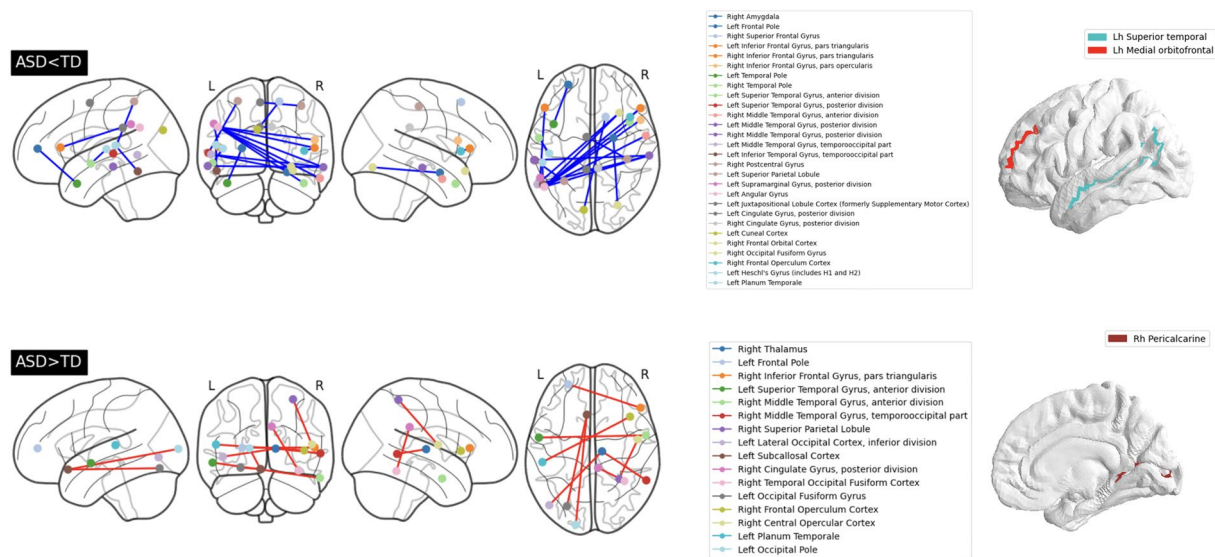 ASD<TD
L
R
L
R
Right Amygdala
Left Frontal Pole
Right Superior Frontal Gyrus
Left Inferior Frontal Gyrus, pars triangularis
Right Inferior Frontal Gyrus, pars triangularis
Right Inferior Frontal Gyrus, pars opercularis
Left Temporal Pole
Right Temporal Pole
Left Superior Temporal Gyrus, anterior division
Left Superior Temporal Gyrus, posterior division
Right Middle Temporal Gyrus, anterior division
Left Middle Temporal Gyrus, posterior division
Right Middle Temporal Gyrus, posterior division
Left Middle Temporal Gyrus, temporooccipital part
Left Inferior Temporal Gyrus, temporooccipital part
Right Postcentral Gyrus
Left Superior Parietal Lobule
Left Supramarginal Gyrus, posterior division
Left Angular Gyrus
Left Juxtapositional Lobule Cortex (formerly Supplementary Motor Cortex)
Left Cingulate Gyrus, posterior division
Right Cingulate Gyrus, posterior division
Left Cuneal Cortex
Right Frontal Orbital Cortex
Right Occipital Fusiform Gyrus
Right Frontal Operculum Cortex
Left Heschl's Gyrus (includes H1 and H2)
Left Planum Temporale
Lh Superior temporal
Lh Medial orbitofrontal
ASD>TD
L
R
L
R
Right Thalamus
Left Frontal Pole
Right Inferior Frontal Gyrus, pars triangularis
Left Superior Temporal Gyrus, anterior division
Right Middle Temporal Gyrus, anterior division
Right Middle Temporal Gyrus, temporooccipital part
Right Superior Parietal Lobule
Left Lateral Occipital Cortex, inferior division
Left Subcallosal Cortex
Right Cingulate Gyrus, posterior division
Right Temporal Occipital Fusiform Cortex
Left Occipital Fusiform Gyrus
Right Frontal Operculum Cortex
Right Central Opercular Cortex
Left Planum Temporale
Left Occipital Pole
Rh Pericalcarine